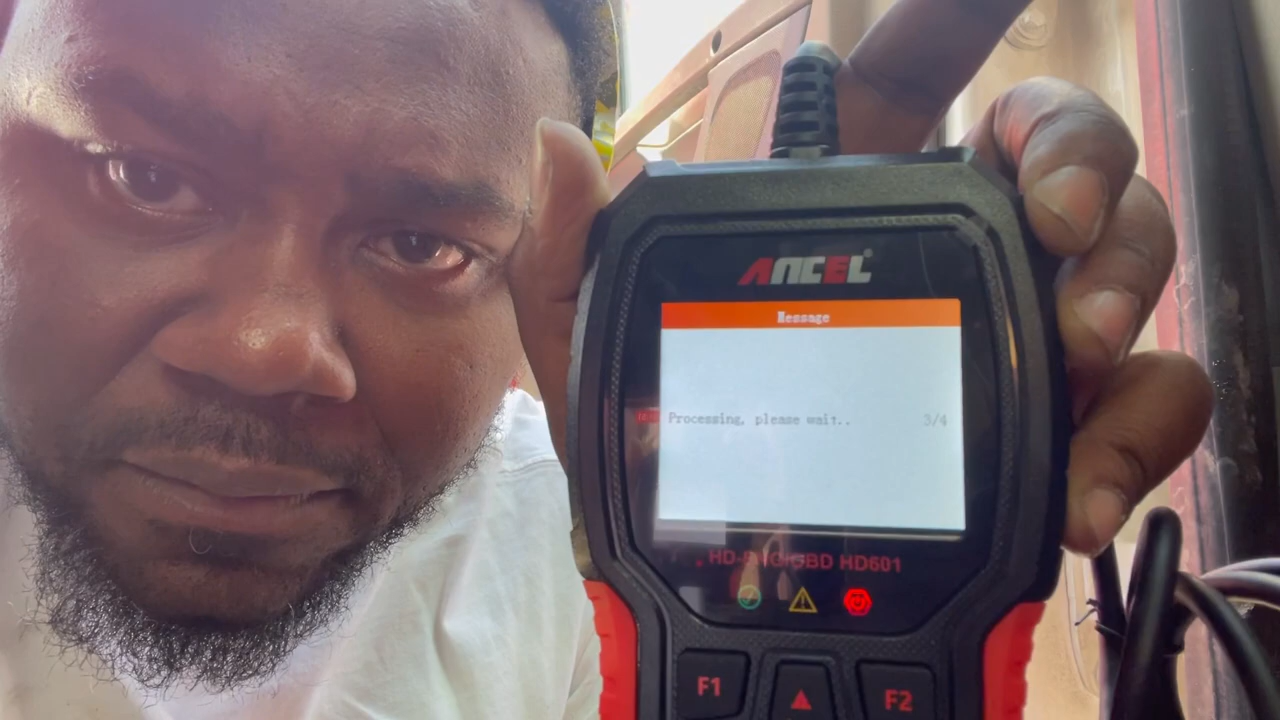 ANCEL
Message
Processing, please wait.. 3/4
HD601
F1
F2